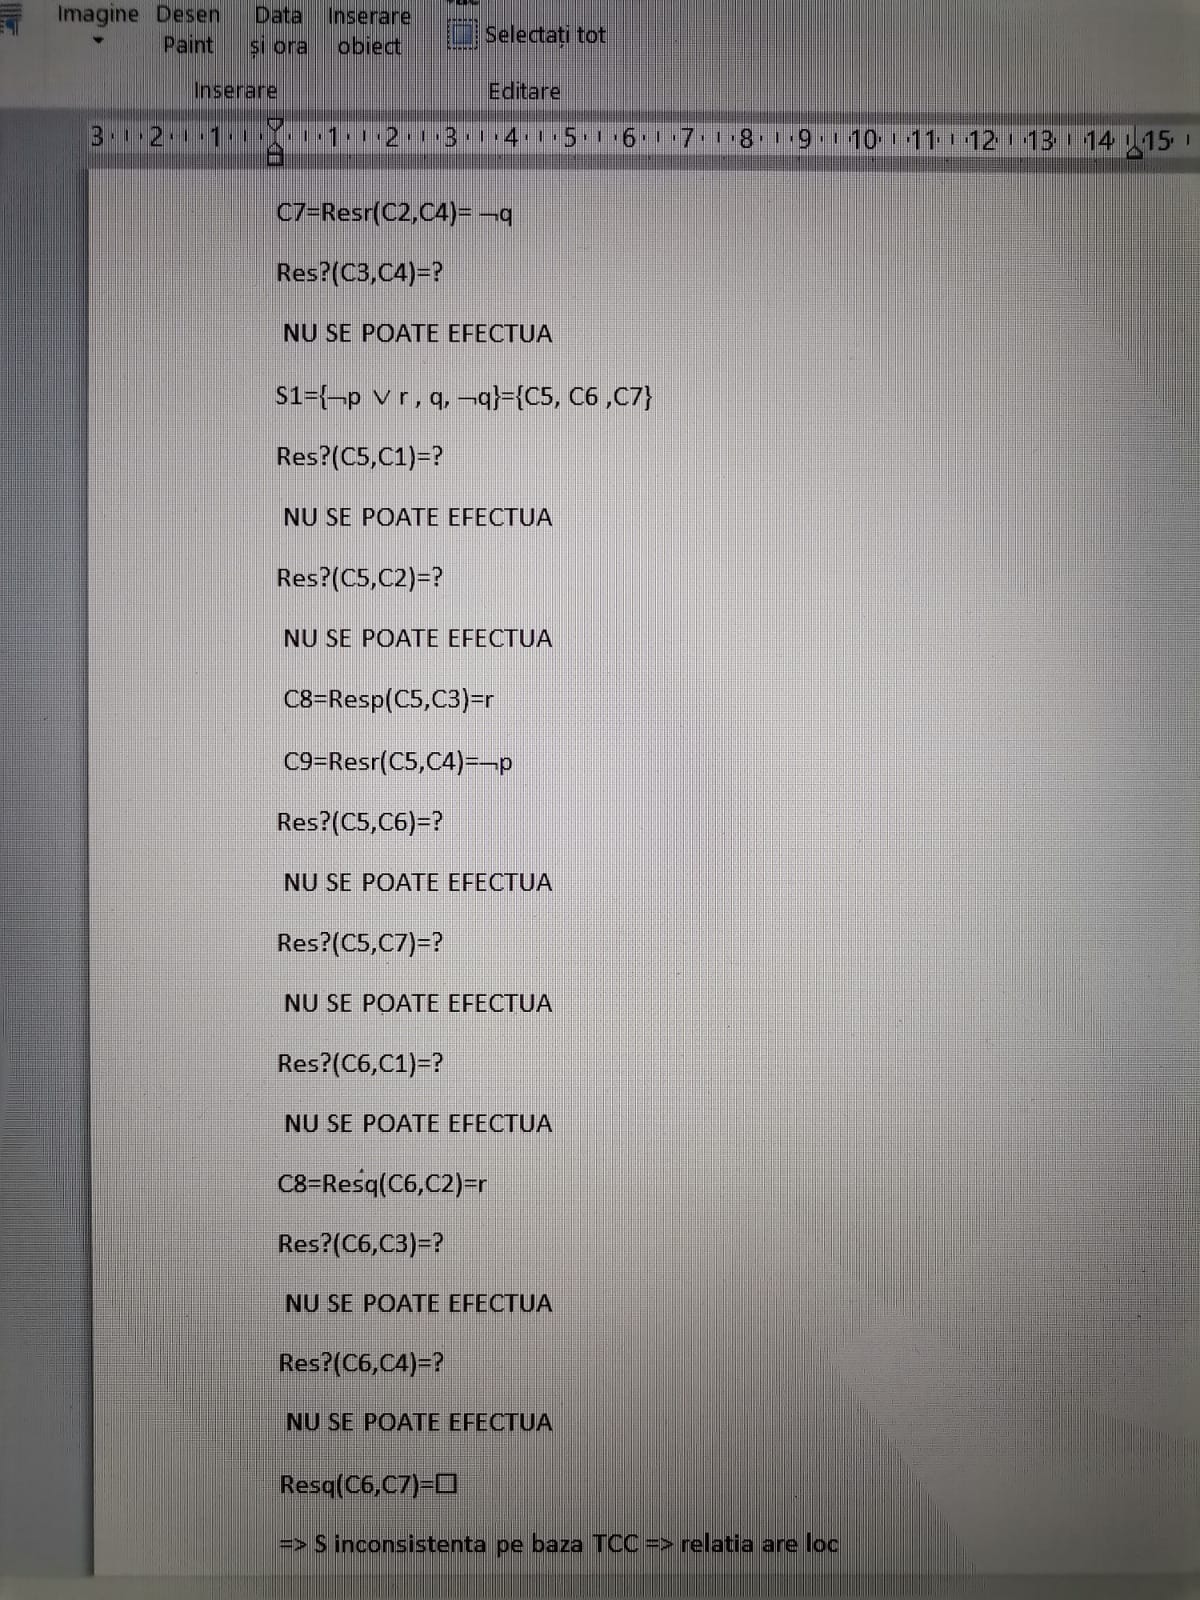 Imagine Desen Paint Data și ora Inserare obiect Selectați tot
Inserare Editare
3 2 1 1 2 3 4 5 6 7 8 9 10 11 12 13 14 15
C7=Resr(C2,C4)= ¬q
Res?(C3,C4)=?
NU SE POATE EFECTUA
S1={¬p ∨ r , q, ¬q}={C5, C6 ,C7}
Res?(C5,C1)=?
NU SE POATE EFECTUA
Res?(C5,C2)=?
NU SE POATE EFECTUA
C8=Resp(C5,C3)=r
C9=Resr(C5,C4)=¬p
Res?(C5,C6)=?
NU SE POATE EFECTUA
Res?(C5,C7)=?
NU SE POATE EFECTUA
Res?(C6,C1)=?
NU SE POATE EFECTUA
C8=Resq(C6,C2)=r
Res?(C6,C3)=?
NU SE POATE EFECTUA
Res?(C6,C4)=?
NU SE POATE EFECTUA
Resq(C6,C7)=□
=> S inconsistenta pe baza TCC => relatia are loc